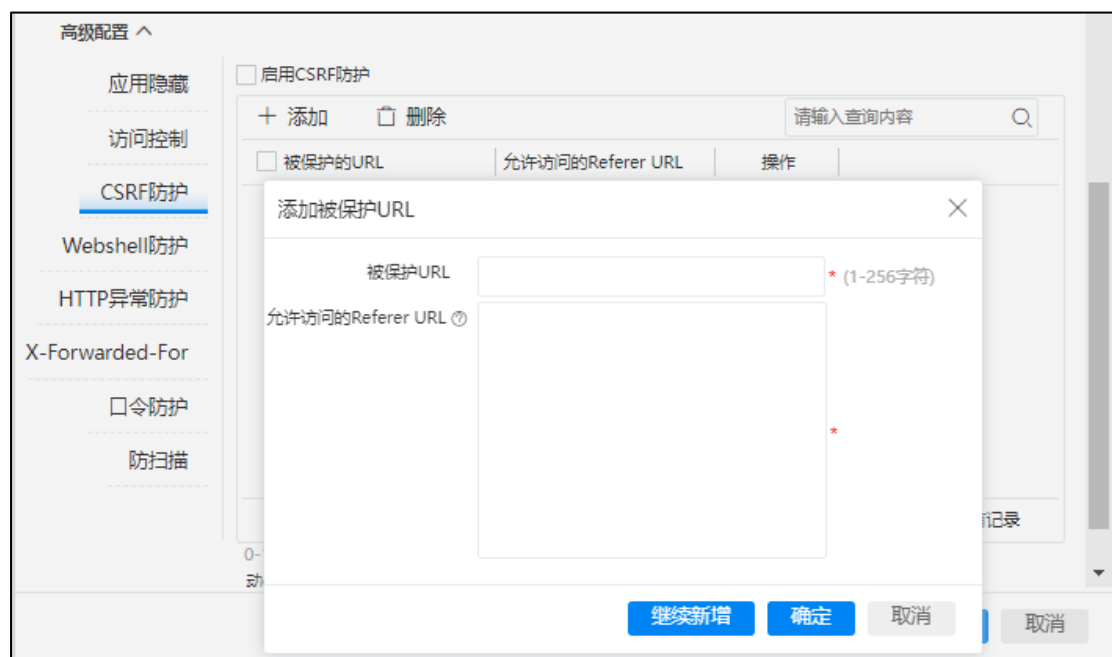 高级配置
应用隐藏
访问控制
CSRF防护
Webshell防护
HTTP异常防护
X-Forwarded-For
口令防护
防扫描
启用CSRF防护
添加 删除 请输入查询内容
被保护的URL 允许访问的Referer URL 操作
添加被保护URL
被保护URL * (1-256字符)
允许访问的Referer URL
*
记录
0-
动
继续新增 确定 取消
取消